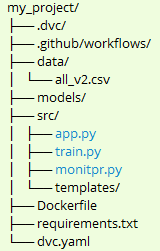 my_project/
├── .dvc/
├── .github/workflows/
├── data/
│   └── all_v2.csv
├── models/
├── src/
│   ├── app.py
│   ├── train.py
│   ├── monitpr.py
│   └── templates/
├── Dockerfile
├── requirements.txt
└── dvc.yaml